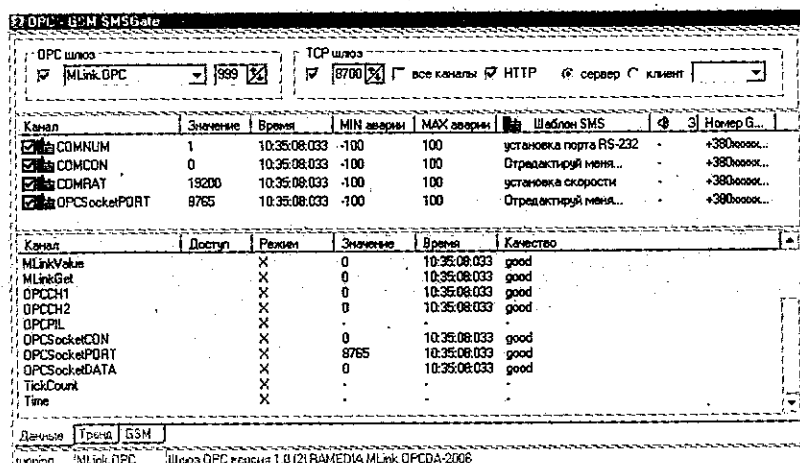 OPC - GSM SMSGate
OPC шлюз
TCP шлюз
MLink.OPC 999 8700 все каналы HTTP сервер клиент
Канал Значение Время MIN аварии MAX аварии Шаблон SMS З Номер G...
COMNUM 1 10:35:08:033 -100 100 установка порта RS-232 - +380xxxxx...
COMCON 0 10:35:08:033 -100 100 Отредактируй меня... - +380xxxxx...
COMRAT 19200 10:35:08:033 -100 100 установка скорости - +380xxxxx...
OPCSocketPORT 8765 10:35:08:033 -100 100 Отредактируй меня... - +380xxxxx...
Канал Доступ Режим Значение Время Качество
MLinkValue X 0 10:35:08:033 good
MLinkGet X 0 10:35:08:033 good
OPCCH1 X 0 10:35:08:033 good
OPCCH2 X 0 10:35:08:033 good
OPCPIL X - - -
OPCSocketCON X 0 10:35:08:033 good
OPCSocketPORT X 8765 10:35:08:033 good
OPCSocketDATA X 0 10:35:08:033 good
TickCount X - - -
Time X - - -
Данные Тренд GSM
running MLink.OPC Шлюз OPC версия 1.0 (2) RAMEDIA MLink OPCDA-2006